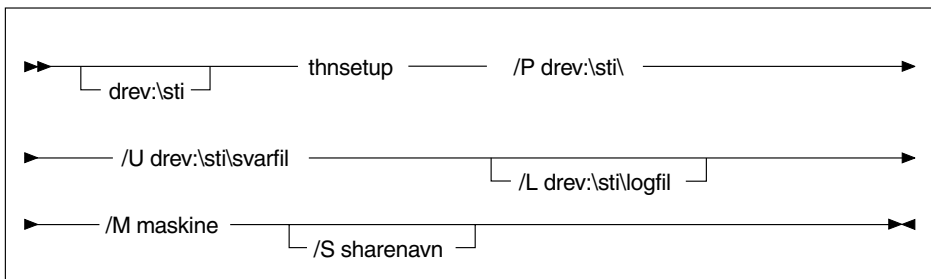 thnsetup /P drev:\sti\
drev:\sti
/U drev:\sti\svarfil
/L drev:\sti\logfil
/M maskine
/S sharenavn